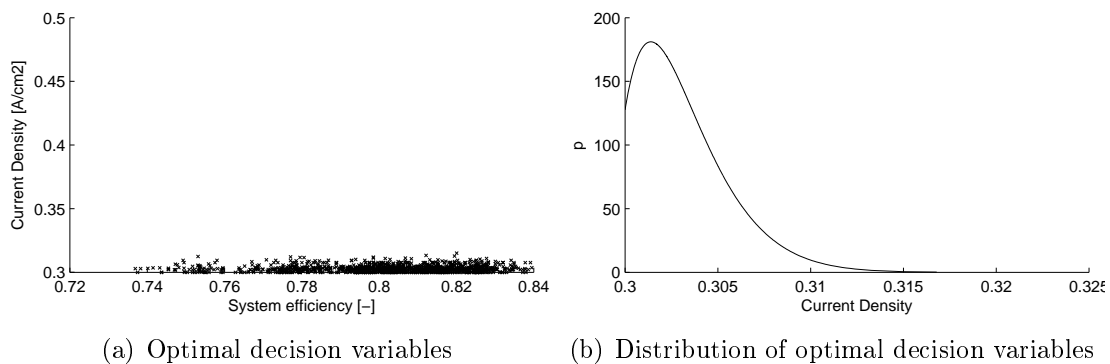 0.5
0.45
0.4
0.35
0.3
Current Density [A/cm2]
0.72 0.74 0.76 0.78 0.8 0.82 0.84
System efficiency [−]
(a) Optimal decision variables
200
150
100
50
0
p
0.3 0.305 0.31 0.315 0.32 0.325
Current Density
(b) Distribution of optimal decision variables